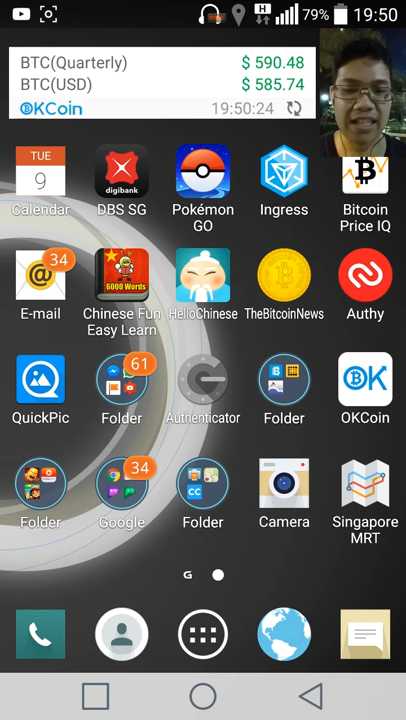 H
79%
19:50
BTC(Quarterly) $ 590.48
BTC(USD) $ 585.74
OKCoin 19:50:24
TUE
9
digibank
Calendar
DBS SG
Pokémon GO
Ingress
Bitcoin Price IQ
34
@
6000 Words
E-mail
Chinese Fun Easy Learn
HelloChinese
TheBitcoinNews
Authy
61
OK
QuickPic
Folder
Authenticator
Folder
OKCoin
34
CC
Folder
Google
Folder
Camera
Singapore MRT
G